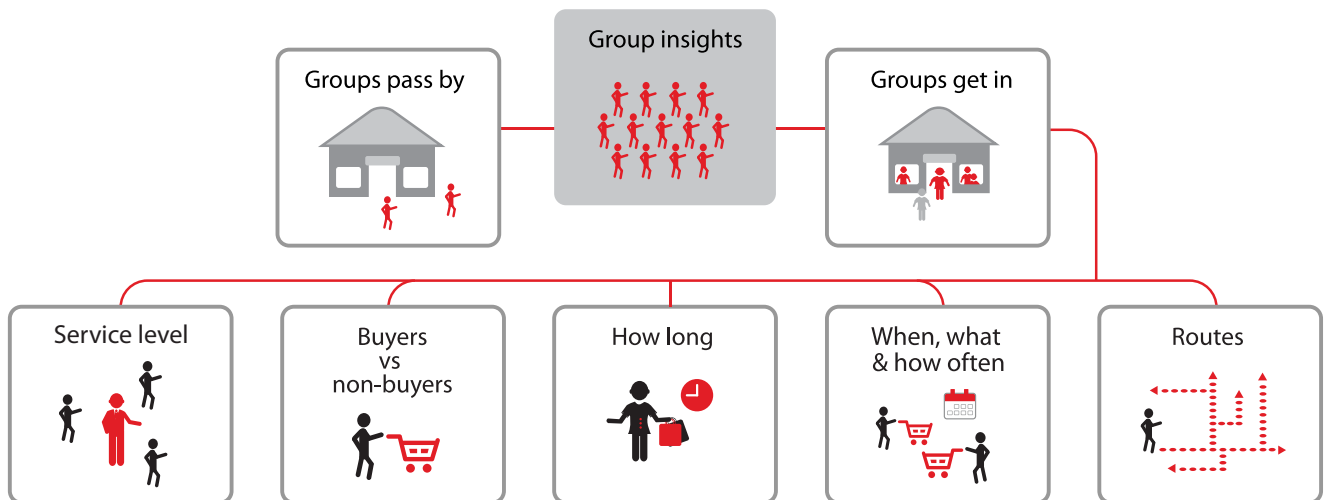 Group insights
Groups pass by
Groups get in
Service level
Buyers
vs
non-buyers
How long
When, what
& how often
Routes